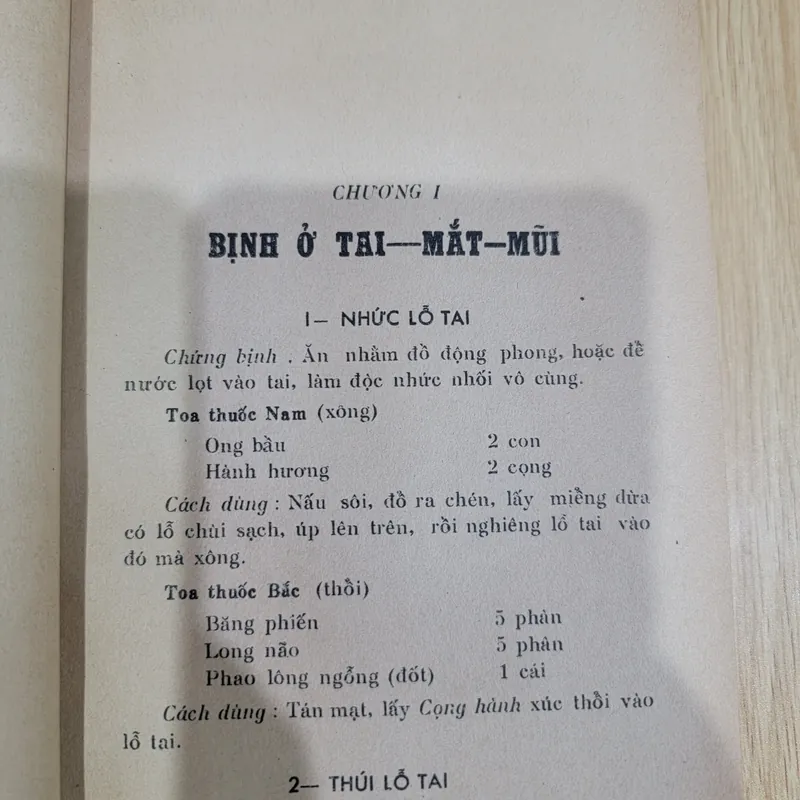 CHƯƠNG I
BỊNH Ở TAI—MẮT—MŨI
1— NHỨC LỖ TAI
Chứng bịnh . Ăn nhằm đồ động phong, hoặc để
nước lọt vào tai, làm độc nhức nhối vô cùng.
Toa thuốc Nam (xông)
Ong bầu 2 con
Hành hương 2 cọng
Cách dùng : Nấu sôi, đổ ra chén, lấy miểng dừa
có lỗ chùi sạch, úp lên trên, rồi nghiêng lổ tai vào
đó mà xông.
Toa thuốc Bắc (thổi)
Băng phiến 5 phân
Long não 5 phân
Phao lông ngỗng (đốt) 1 cái
Cách dùng : Tán mạt, lấy Cọng hành xúc thổi vào
lỗ tai.
2— THÚI LỖ TAI